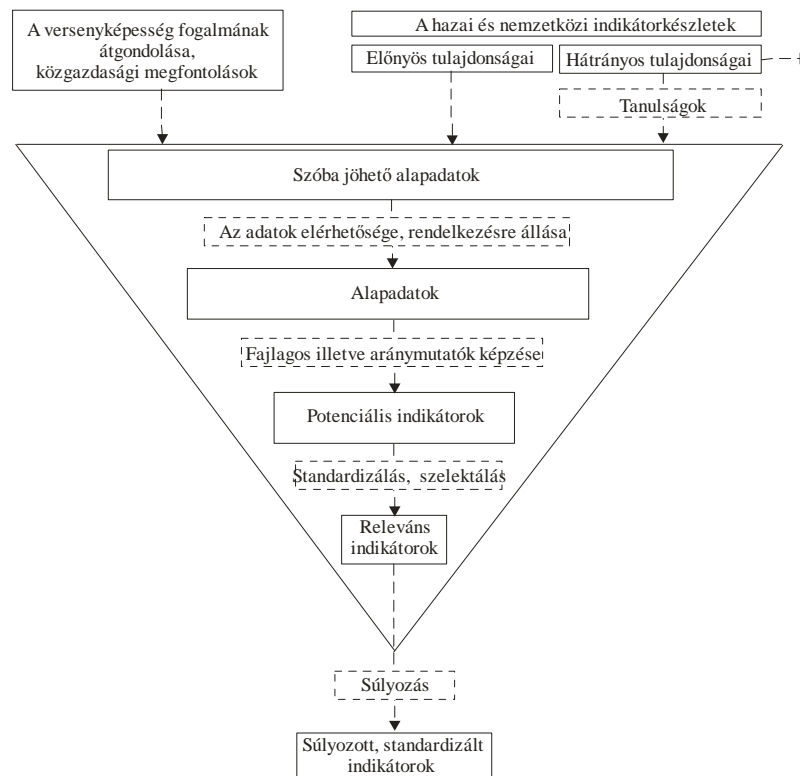 A versenyképesség fogalmának
átgondolása,
közgazdasági megfontolások
A hazai és nemzetközi indikátorkészletek
Előnyös tulajdonságai
Hátrányos tulajdonságai
Tanulságok
Szóba jöhető alapadatok
Az adatok elérhetősége, rendelkezésre állása
Alapadatok
Fajlagos illetve aránymutatók képzése
Potenciális indikátorok
Standardizálás, szelektálás
Releváns
indikátorok
Súlyozás
Súlyozott, standardizált
indikátorok